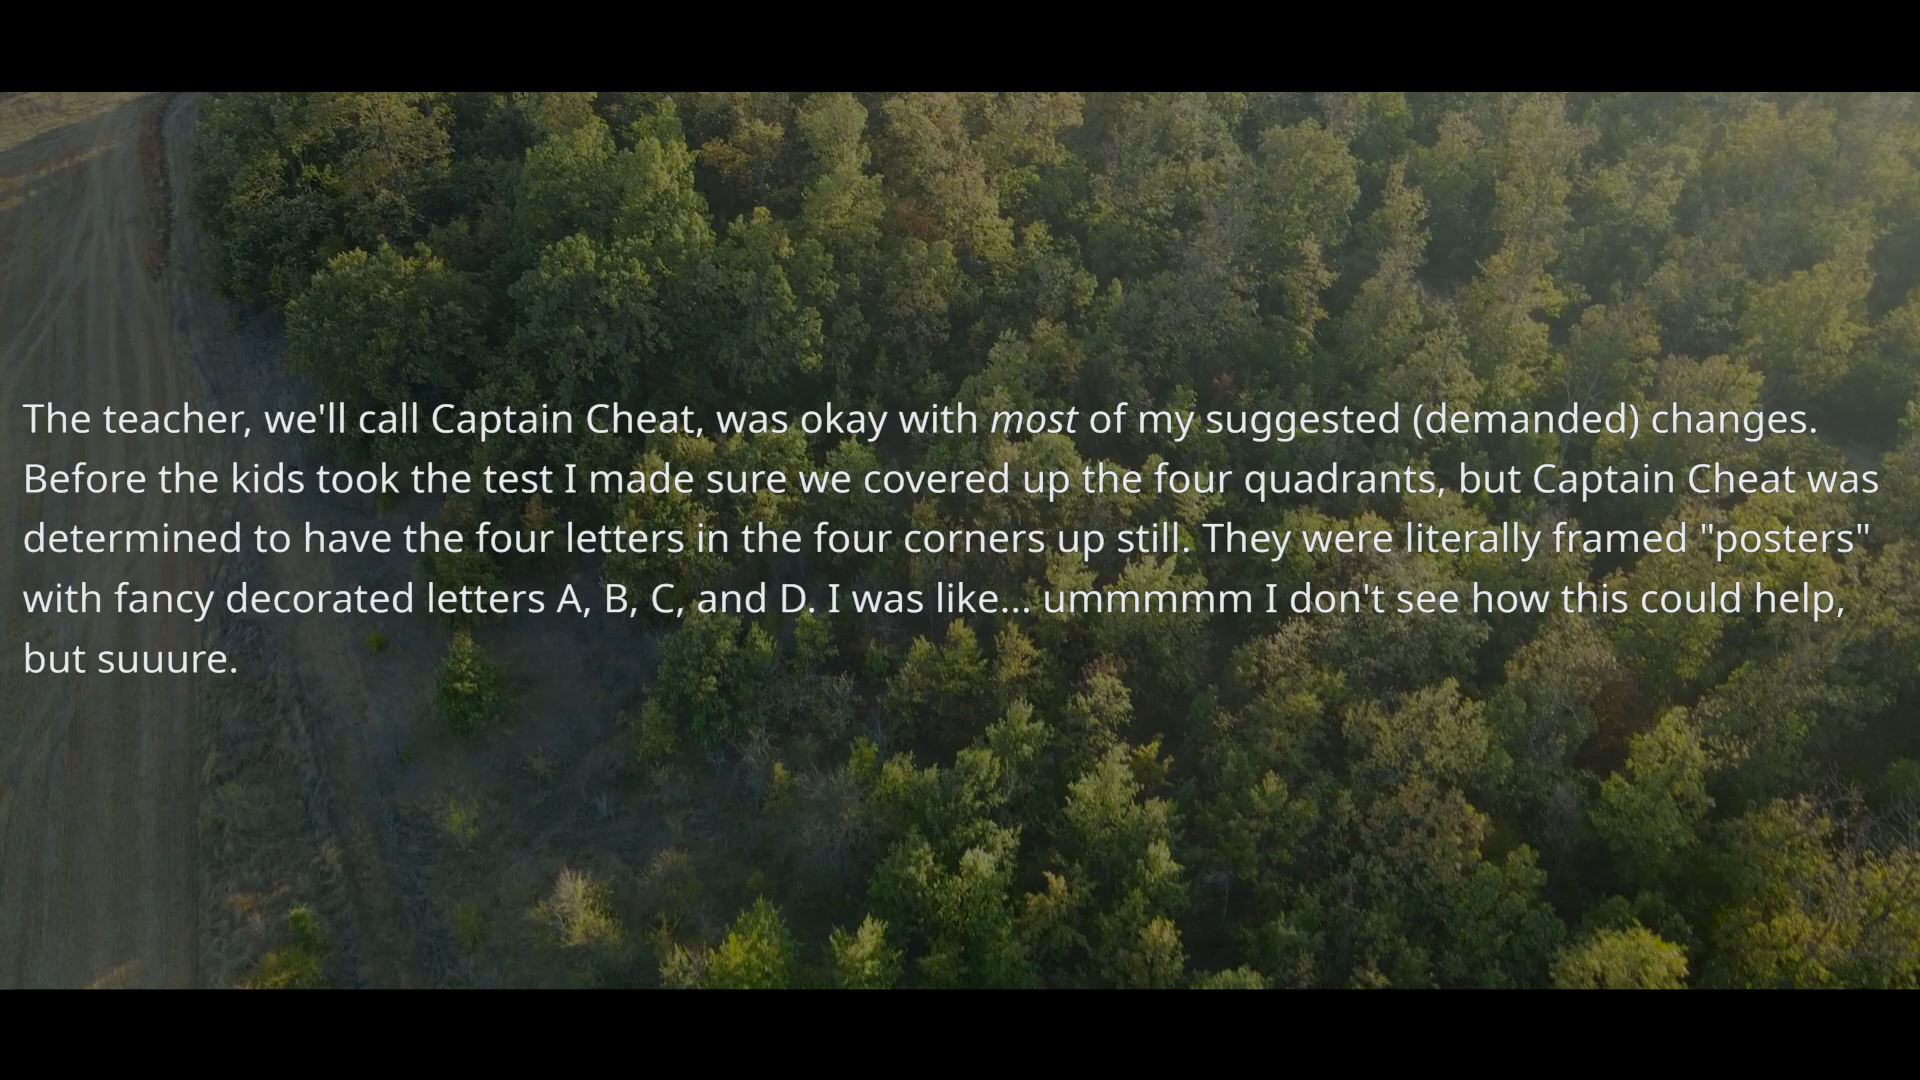 The teacher, we'll call Captain Cheat, was okay with most of my suggested (demanded) changes.
Before the kids took the test I made sure we covered up the four quadrants, but Captain Cheat was
determined to have the four letters in the four corners up still. They were literally framed "posters"
with fancy decorated letters A, B, C, and D. I was like... ummmmm I don't see how this could help,
but suuure.